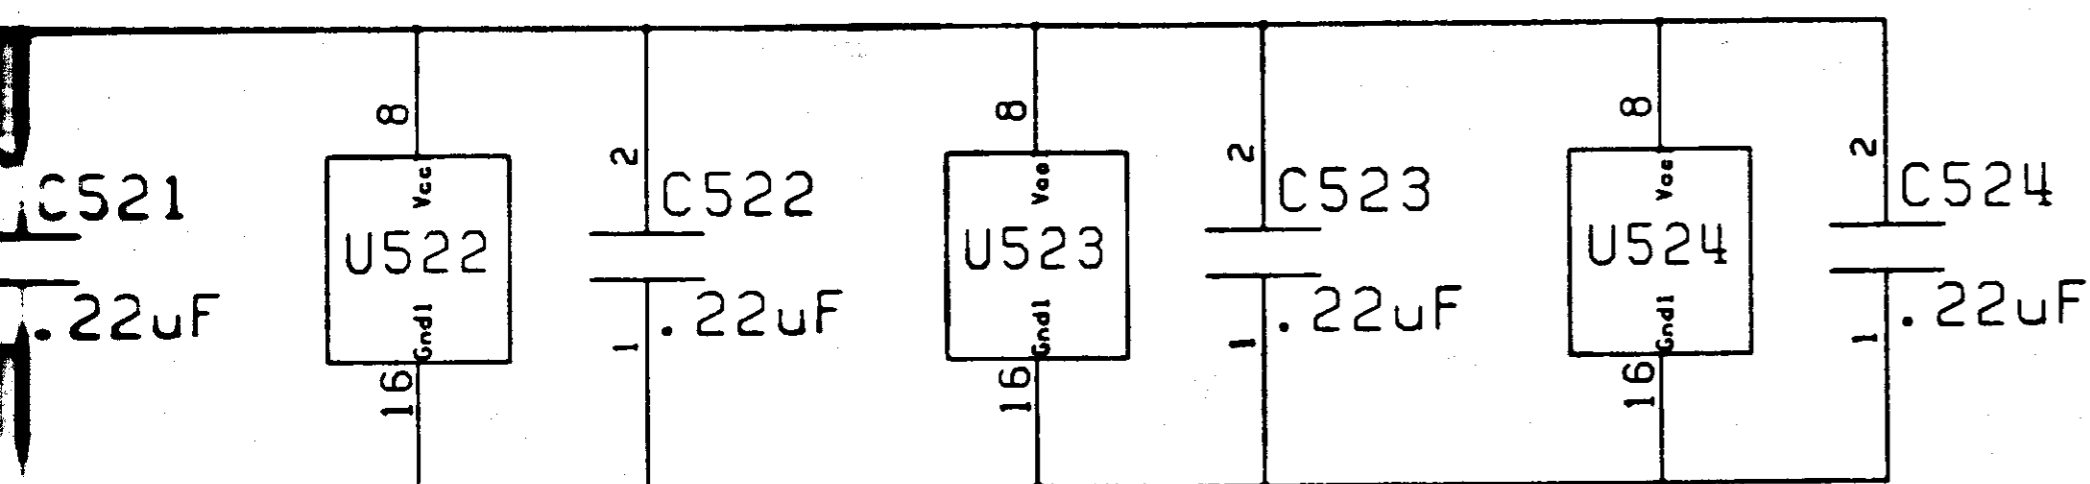 C521
.22uF
8
Vcc
U522
Gnd1
16
2
C522
.22uF
1
8
Vcc
U523
Gnd1
16
2
C523
.22uF
1
8
Vcc
U524
Gnd1
16
2
C524
.22uF
1